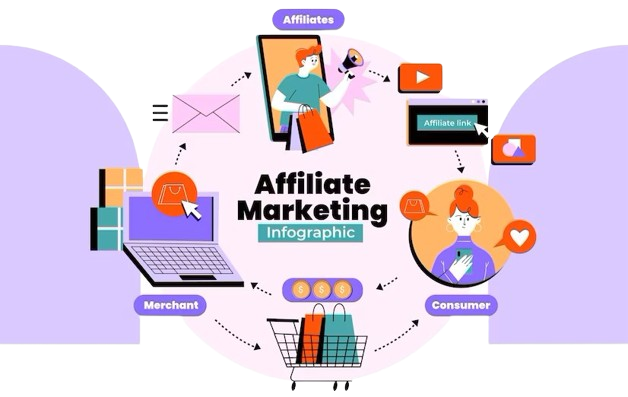 Affiliates
Affiliate link
Affiliate
Marketing
Infographic
Merchant
$ $ $
Consumer